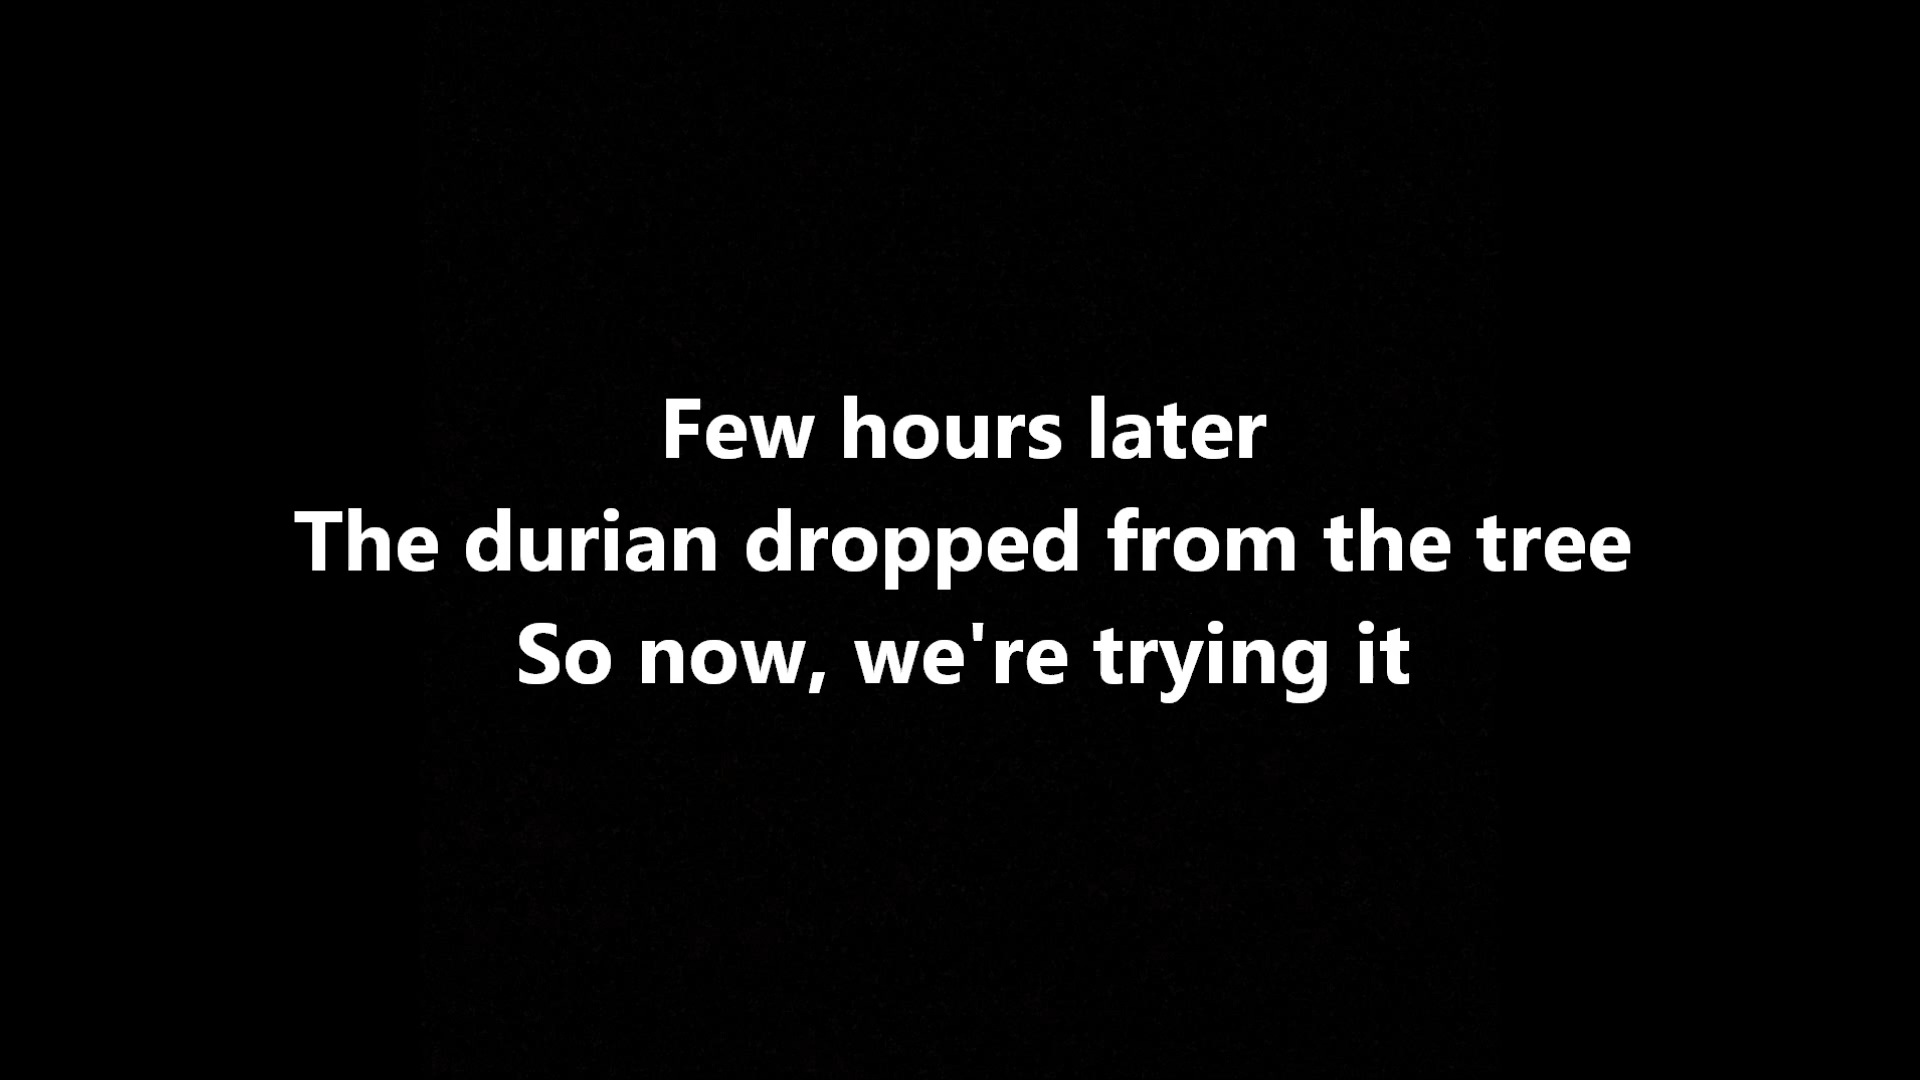 Few hours later
The durian dropped from the tree
So now, we're trying it